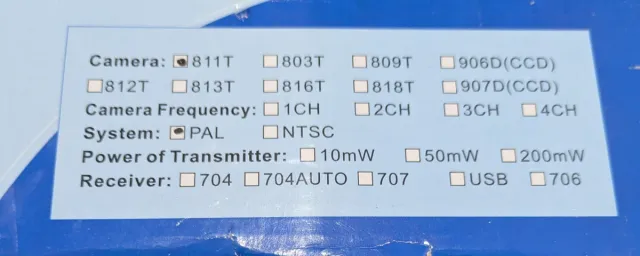 Camera: 811T 803T 809T 906D(CCD)
812T 813T 816T 818T 907D(CCD)
Camera Frequency: 1CH 2CH 3CH 4CH
System: PAL NTSC
Power of Transmitter: 10mW 50mW 200mW
Receiver: 704 704AUTO 707 USB 706